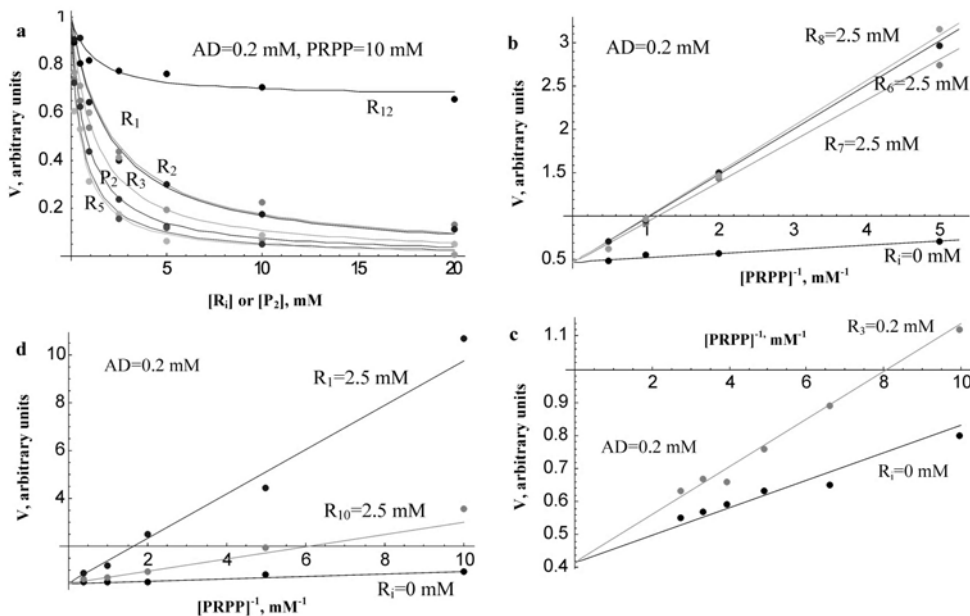 a
AD=0.2 mM, PRPP=10 mM
V, arbitrary units
1
0.8
0.6
0.4
0.2
R12
R1
R2
R3
P2
R5
5
10
15
20
[Ri] or [P2], mM
b
AD=0.2 mM
V, arbitrary units
3
2.5
2
1.5
0.5
R8=2.5 mM
R6=2.5 mM
R7=2.5 mM
Ri=0 mM
1
2
3
4
5
[PRPP]-1, mM-1
d
AD=0.2 mM
V, arbitrary units
10
8
6
4
R1=2.5 mM
R10=2.5 mM
Ri=0 mM
2
4
6
8
10
[PRPP]-1, mM-1
c
[PRPP]-1, mM-1
V, arbitrary units
1.1
0.9
0.8
0.7
0.6
0.5
0.4
R3=0.2 mM
AD=0.2 mM
Ri=0 mM
2
4
6
8
10